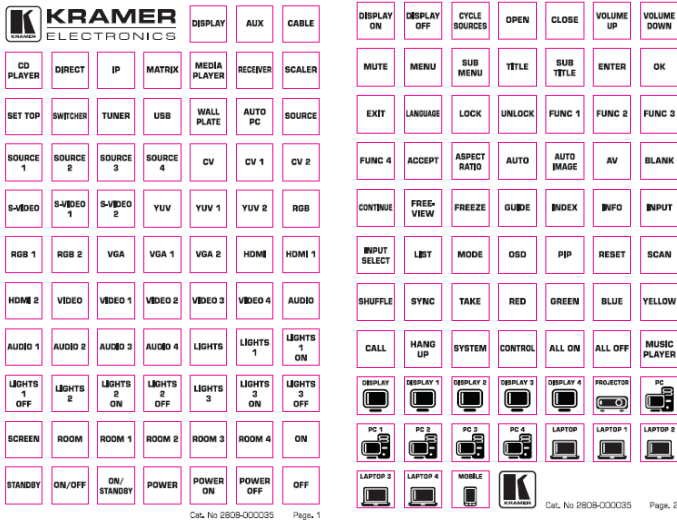 KRAMER
ELECTRONICS
KRAMER
DISPLAY AUX CABLE
CD PLAYER DIRECT IP MATRIX MEDIA PLAYER RECEIVER SCALER
SET TOP SWITCHER TUNER USB WALL PLATE AUTO PC SOURCE
SOURCE 1 SOURCE 2 SOURCE 3 SOURCE 4 CV CV 1 CV 2
S-VIDEO S-VIDEO 1 S-VIDEO 2 YUV YUV 1 YUV 2 RGB
RGB 1 RGB 2 VGA VGA 1 VGA 2 HDMI HDMI 1
HDMI 2 VIDEO VIDEO 1 VIDEO 2 VIDEO 3 VIDEO 4 AUDIO
AUDIO 1 AUDIO 2 AUDIO 3 AUDIO 4 LIGHTS LIGHTS 1 LIGHTS 1 ON
LIGHTS 1 OFF LIGHTS 2 LIGHTS 2 ON LIGHTS 2 OFF LIGHTS 3 LIGHTS 3 ON LIGHTS 3 OFF
SCREEN ROOM ROOM 1 ROOM 2 ROOM 3 ROOM 4 ON
STANDBY ON/OFF ON/ STANDBY POWER POWER ON POWER OFF OFF
Cat. No 2808-000035 Page. 1
DISPLAY ON DISPLAY OFF CYCLE SOURCES OPEN CLOSE VOLUME UP VOLUME DOWN
MUTE MENU SUB MENU TITLE SUB TITLE ENTER OK
EXIT LANGUAGE LOCK UNLOCK FUNC 1 FUNC 2 FUNC 3
FUNC 4 ACCEPT ASPECT RATIO AUTO AUTO IMAGE AV BLANK
CONTINUE FREE- VIEW FREEZE GUIDE INDEX INFO INPUT
INPUT SELECT LIST MODE OSD PIP RESET SCAN
SHUFFLE SYNC TAKE RED GREEN BLUE YELLOW
CALL HANG UP SYSTEM CONTROL ALL ON ALL OFF MUSIC PLAYER
DISPLAY DISPLAY 1 DISPLAY 2 DISPLAY 3 DISPLAY 4 PROJECTOR PC
PC 1 PC 2 PC 3 PC 4 LAPTOP LAPTOP 1 LAPTOP 2
LAPTOP 3 LAPTOP 4 MOBILE KRAMER
Cat. No 2808-000035 Page. 2